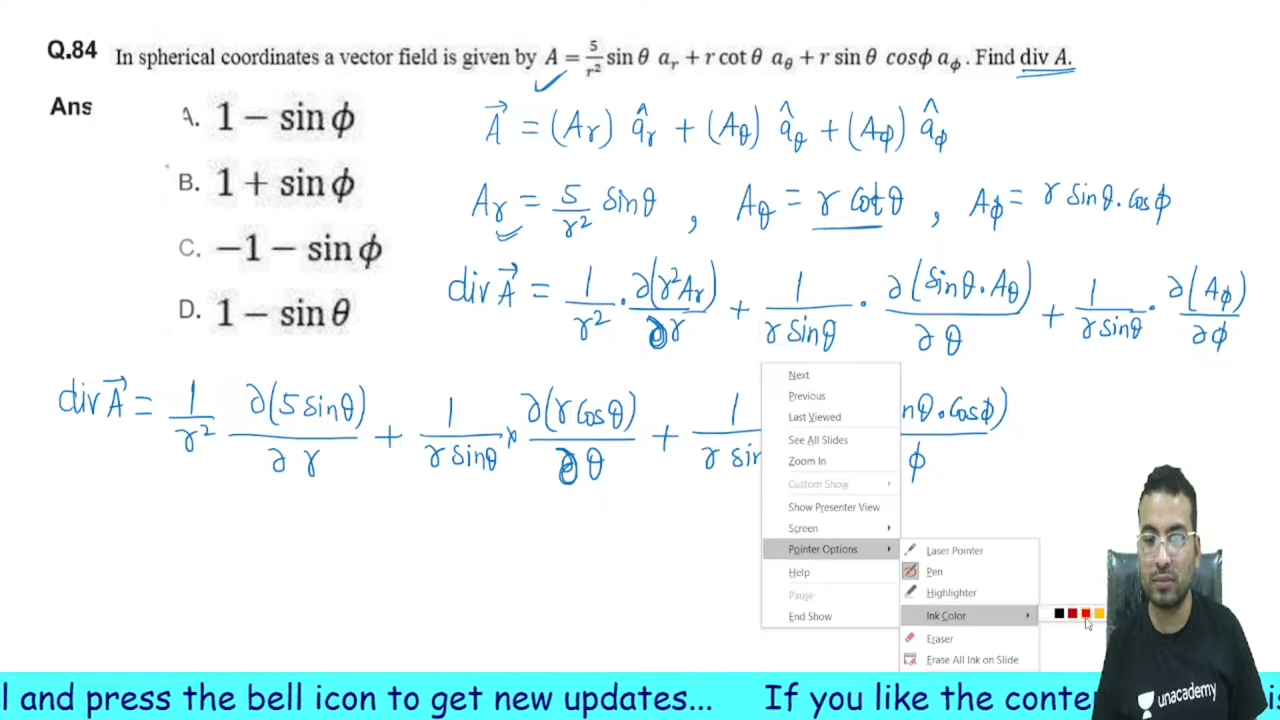 Q.84 In spherical coordinates a vector field is given by A = 5/r² sin θ a_r + r cot θ a_θ + r sin θ cosϕ a_ϕ. Find div A.
Ans
A. 1 − sin ϕ
B. 1 + sin ϕ
C. −1 − sin ϕ
D. 1 − sin θ
A⃗ = (A_r) â_r + (A_θ) â_θ + (A_ϕ) â_ϕ
A_r = 5/r² sinθ , A_θ = r cot θ , A_ϕ = r sinθ.cosϕ
div A⃗ = 1/r² . ∂(r²A_r)/∂r + 1/(r sinθ) . ∂(sinθ.A_θ)/∂θ + 1/(r sinθ) . ∂(A_ϕ)/∂ϕ
div A⃗ = 1/r² ∂(5 sinθ)/∂r + 1/(r sinθ) × ∂(r cosθ)/∂θ + 1/(r sin nθ.cosϕ) ϕ
Next
Previous
Last Viewed
See All Slides
Zoom In
Custom Show
Show Presenter View
Screen
Pointer Options
Help
Pause
End Show
Laser Pointer
Pen
Highlighter
Ink Color
Eraser
Erase All Ink on Slide
unacademy
l and press the bell icon to get new updates... If you like the conte is